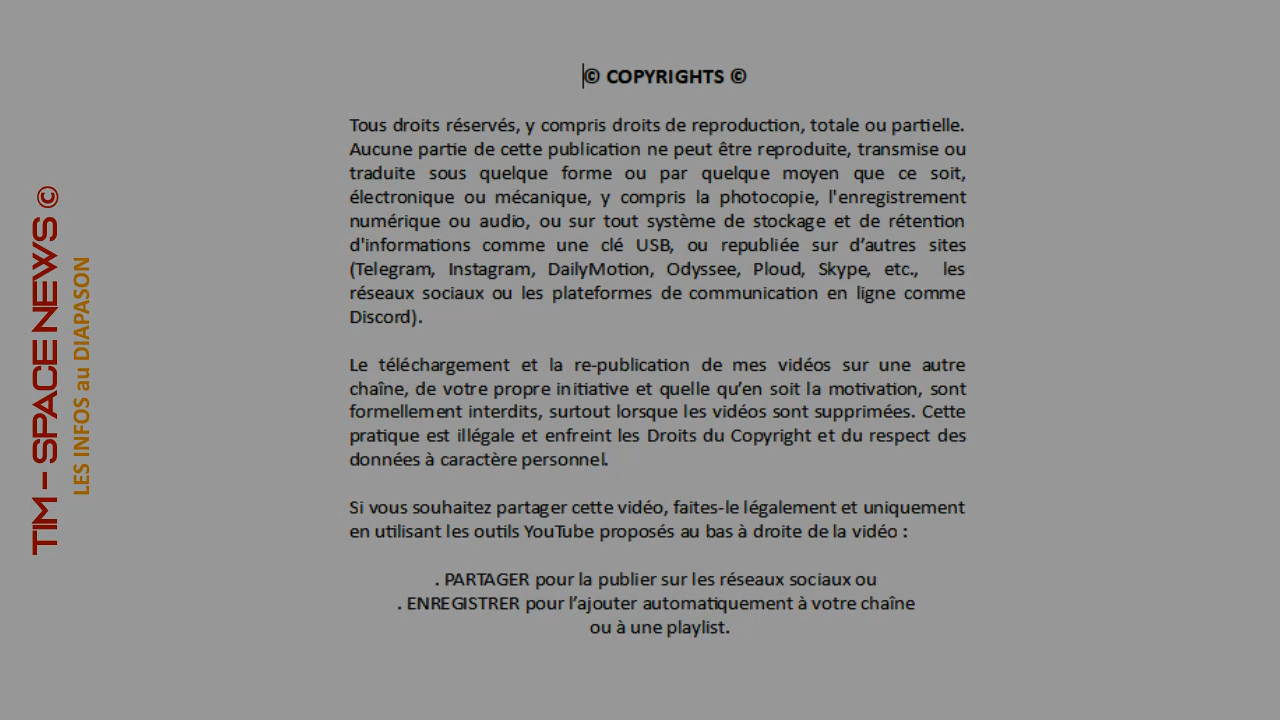 © COPYRIGHTS ©
Tous droits réservés, y compris droits de reproduction, totale ou partielle.
Aucune partie de cette publication ne peut être reproduite, transmise ou
traduite sous quelque forme ou par quelque moyen que ce soit,
électronique ou mécanique, y compris la photocopie, l'enregistrement
numérique ou audio, ou sur tout système de stockage et de rétention
d'informations comme une clé USB, ou republiée sur d’autres sites
(Telegram, Instagram, DailyMotion, Odyssee, Ploud, Skype, etc., les
réseaux sociaux ou les plateformes de communication en ligne comme
Discord).
Le téléchargement et la re-publication de mes vidéos sur une autre
chaîne, de votre propre initiative et quelle qu’en soit la motivation, sont
formellement interdits, surtout lorsque les vidéos sont supprimées. Cette
pratique est illégale et enfreint les Droits du Copyright et du respect des
données à caractère personnel.
Si vous souhaitez partager cette vidéo, faites-le légalement et uniquement
en utilisant les outils YouTube proposés au bas à droite de la vidéo :
. PARTAGER pour la publier sur les réseaux sociaux ou
. ENREGISTRER pour l’ajouter automatiquement à votre chaîne
ou à une playlist.
TIM – SPACE NEWS ©
LES INFOS au DIAPASON